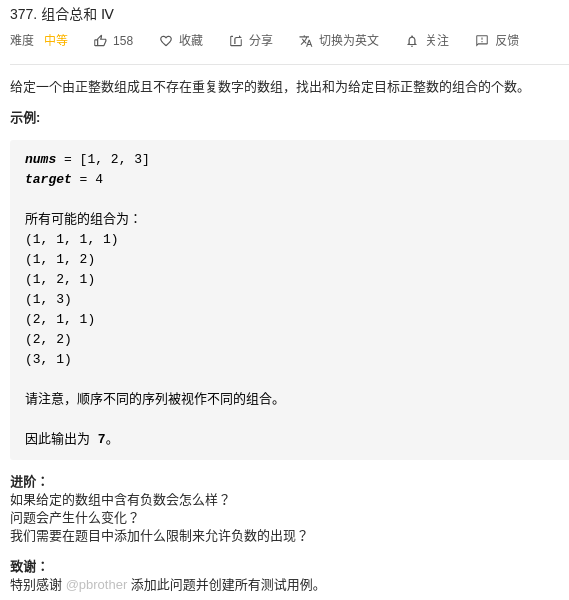 377. 组合总和 Ⅳ
难度 中等 158 收藏 分享 切换为英文 关注 反馈
给定一个由正整数组成且不存在重复数字的数组，找出和为给定目标正整数的组合的个数。
示例:
nums = [1, 2, 3]
target = 4
所有可能的组合为：
(1, 1, 1, 1)
(1, 1, 2)
(1, 2, 1)
(1, 3)
(2, 1, 1)
(2, 2)
(3, 1)
请注意，顺序不同的序列被视作不同的组合。
因此输出为 7。
进阶：
如果给定的数组中含有负数会怎么样？
问题会产生什么变化？
我们需要在题目中添加什么限制来允许负数的出现？
致谢：
特别感谢 @pbrother 添加此问题并创建所有测试用例。